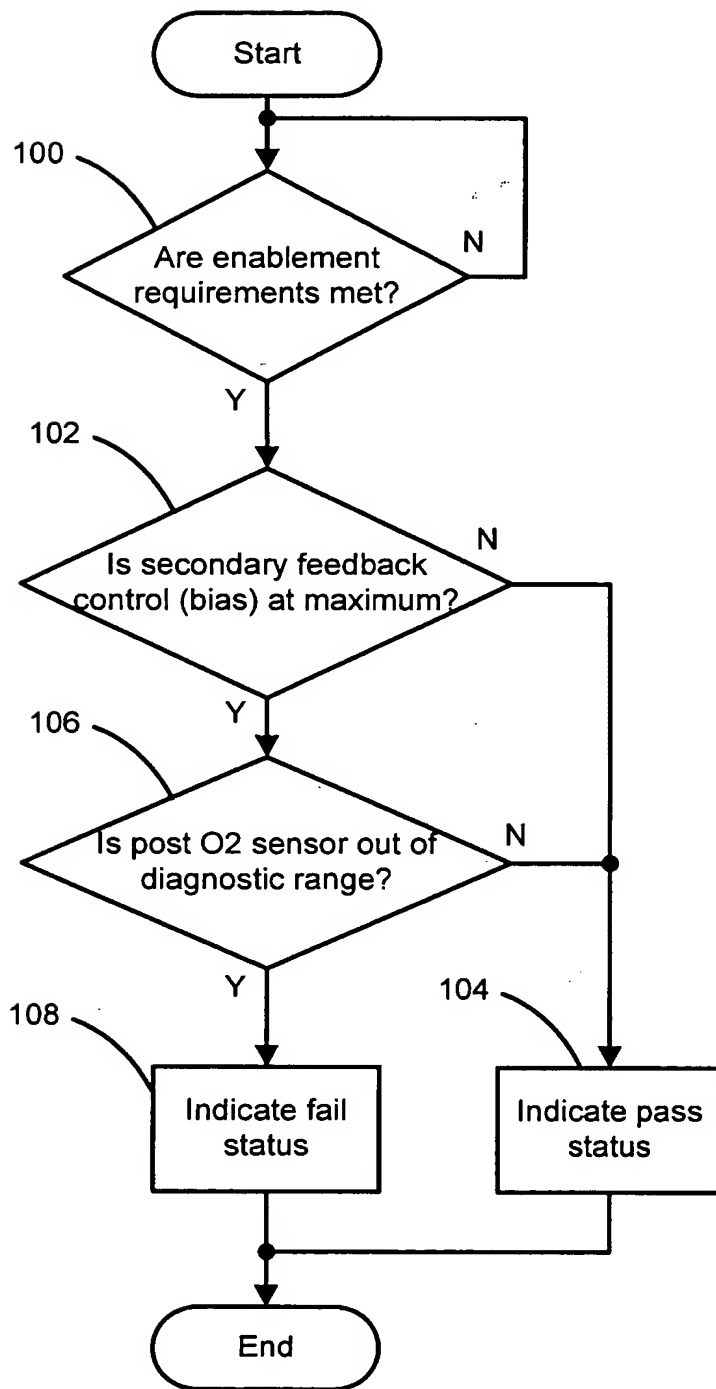 Start
100
N
Are enablement
requirements met?
Y
102
N
Is secondary feedback
control (bias) at maximum?
Y
106
N
Is post O2 sensor out of
diagnostic range?
Y
104
108
Indicate fail
status
Indicate pass
status
End